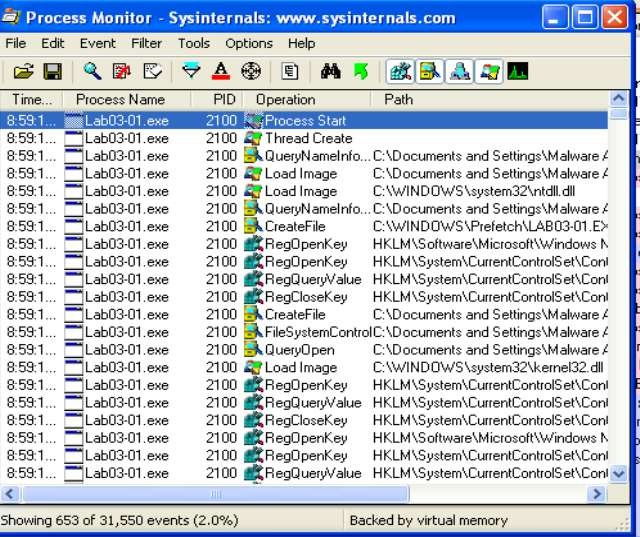 Process Monitor - Sysinternals: www.sysinternals.com
File Edit Event Filter Tools Options Help
Time... Process Name PID Operation Path
8:59:1... Lab03-01.exe 2100 Process Start
8:59:1... Lab03-01.exe 2100 Thread Create
8:59:1... Lab03-01.exe 2100 QueryNameInfo... C:\Documents and Settings\Malware A
8:59:1... Lab03-01.exe 2100 Load Image C:\Documents and Settings\Malware A
8:59:1... Lab03-01.exe 2100 Load Image C:\WINDOWS\system32\ntdll.dll
8:59:1... Lab03-01.exe 2100 QueryNameInfo... C:\Documents and Settings\Malware A
8:59:1... Lab03-01.exe 2100 CreateFile C:\WINDOWS\Prefetch\LAB03-01.EX
8:59:1... Lab03-01.exe 2100 RegOpenKey HKLM\Software\Microsoft\Windows N
8:59:1... Lab03-01.exe 2100 RegOpenKey HKLM\System\CurrentControlSet\Cont
8:59:1... Lab03-01.exe 2100 RegQueryValue HKLM\System\CurrentControlSet\Cont
8:59:1... Lab03-01.exe 2100 RegCloseKey HKLM\System\CurrentControlSet\Cont
8:59:1... Lab03-01.exe 2100 CreateFile C:\Documents and Settings\Malware A
8:59:1... Lab03-01.exe 2100 FileSystemControl C:\Documents and Settings\Malware A
8:59:1... Lab03-01.exe 2100 QueryOpen C:\Documents and Settings\Malware A
8:59:1... Lab03-01.exe 2100 Load Image C:\WINDOWS\system32\kernel32.dll
8:59:1... Lab03-01.exe 2100 RegOpenKey HKLM\System\CurrentControlSet\Cont
8:59:1... Lab03-01.exe 2100 RegQueryValue HKLM\System\CurrentControlSet\Cont
8:59:1... Lab03-01.exe 2100 RegCloseKey HKLM\System\CurrentControlSet\Cont
8:59:1... Lab03-01.exe 2100 RegOpenKey HKLM\Software\Microsoft\Windows N
8:59:1... Lab03-01.exe 2100 RegOpenKey HKLM\System\CurrentControlSet\Cont
8:59:1... Lab03-01.exe 2100 RegQueryValue HKLM\System\CurrentControlSet\Cont
Showing 653 of 31,550 events (2.0%) Backed by virtual memory